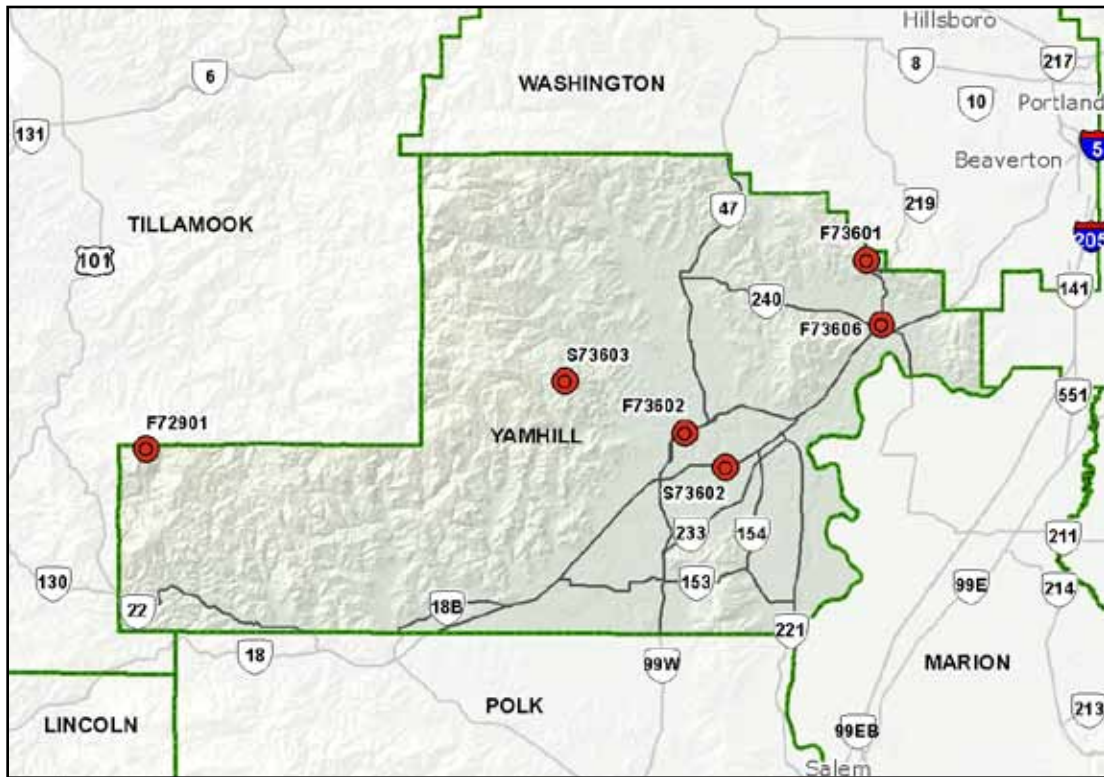 Hillsboro
6
8
217
WASHINGTON
10
Portland
131
5
Beaverton
47
219
TILLAMOOK
F73601
101
205
240
141
F73606
S73603
551
F73602
F72901
YAMHILL
S73602
233
154
211
130
153
99E
214
22
18B
221
18
99W
MARION
LINCOLN
POLK
213
99EB
Salem